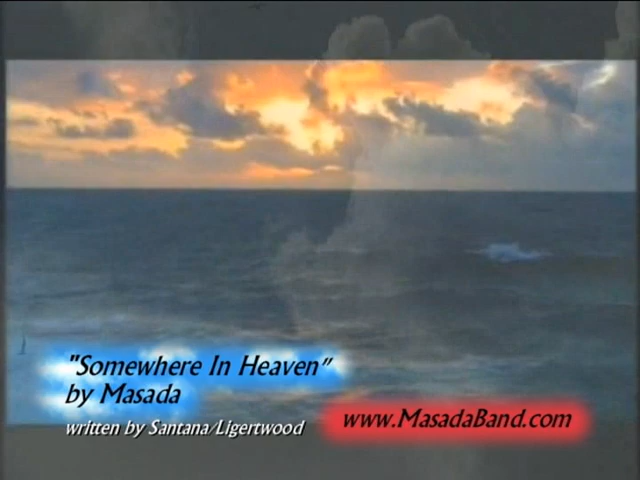 "Somewhere In Heaven"
by Masada
written by Santana/Ligertwood
www.MasadaBand.com